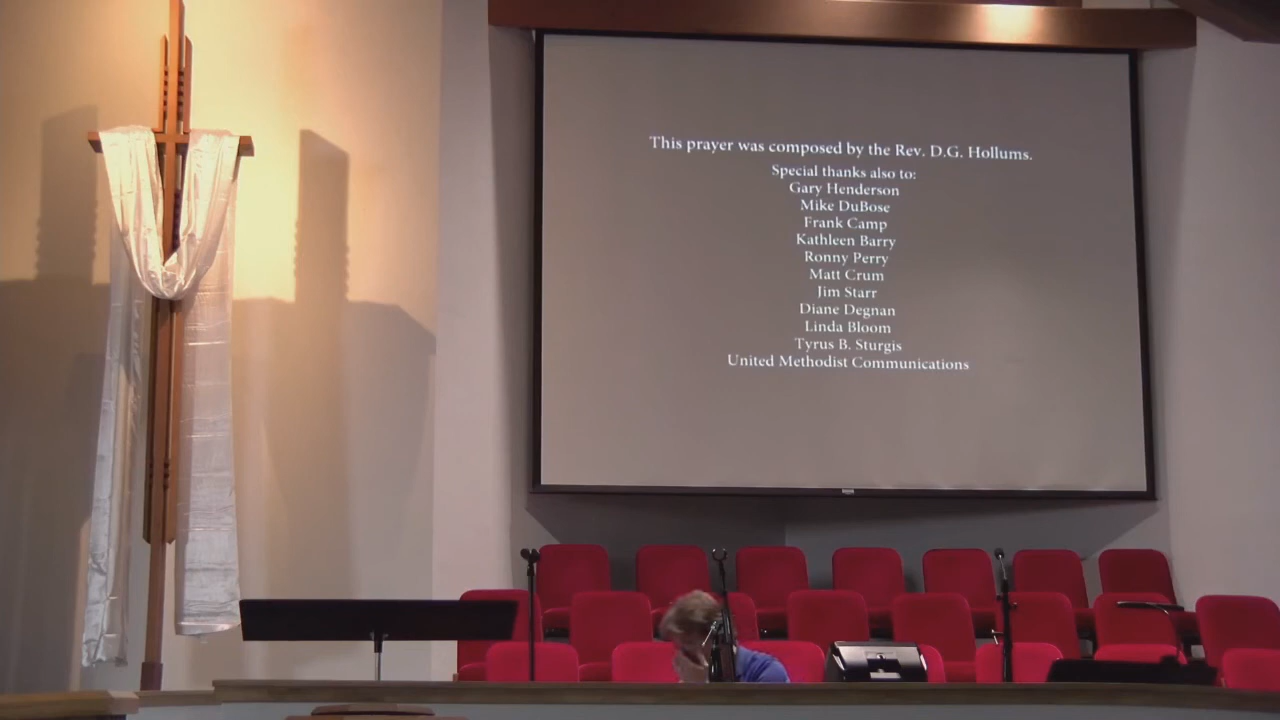 This prayer was composed by the Rev. D.G. Hollums.
Special thanks also to:
Gary Henderson
Mike DuBose
Frank Camp
Kathleen Barry
Ronny Perry
Matt Crum
Jim Starr
Diane Degnan
Linda Bloom
Tyrus B. Sturgis
United Methodist Communications